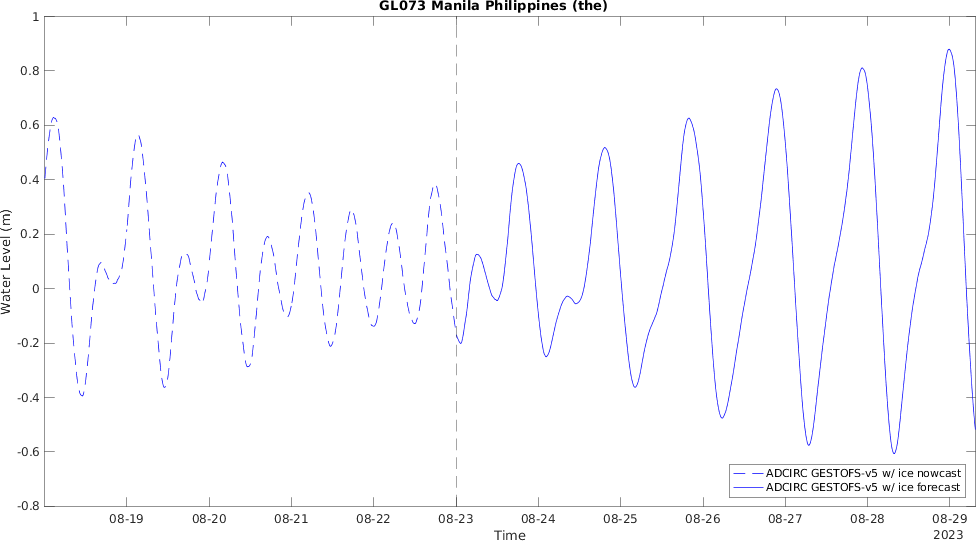 GL073 Manila Philippines (the)
1
0.8
0.6
0.4
0.2
0
-0.2
-0.4
-0.6
-0.8
Water Level (m)
ADCIRC GESTOFS-v5 w/ ice nowcast
ADCIRC GESTOFS-v5 w/ ice forecast
08-19 08-20 08-21 08-22 08-23 08-24 08-25 08-26 08-27 08-28 08-29
Time
2023